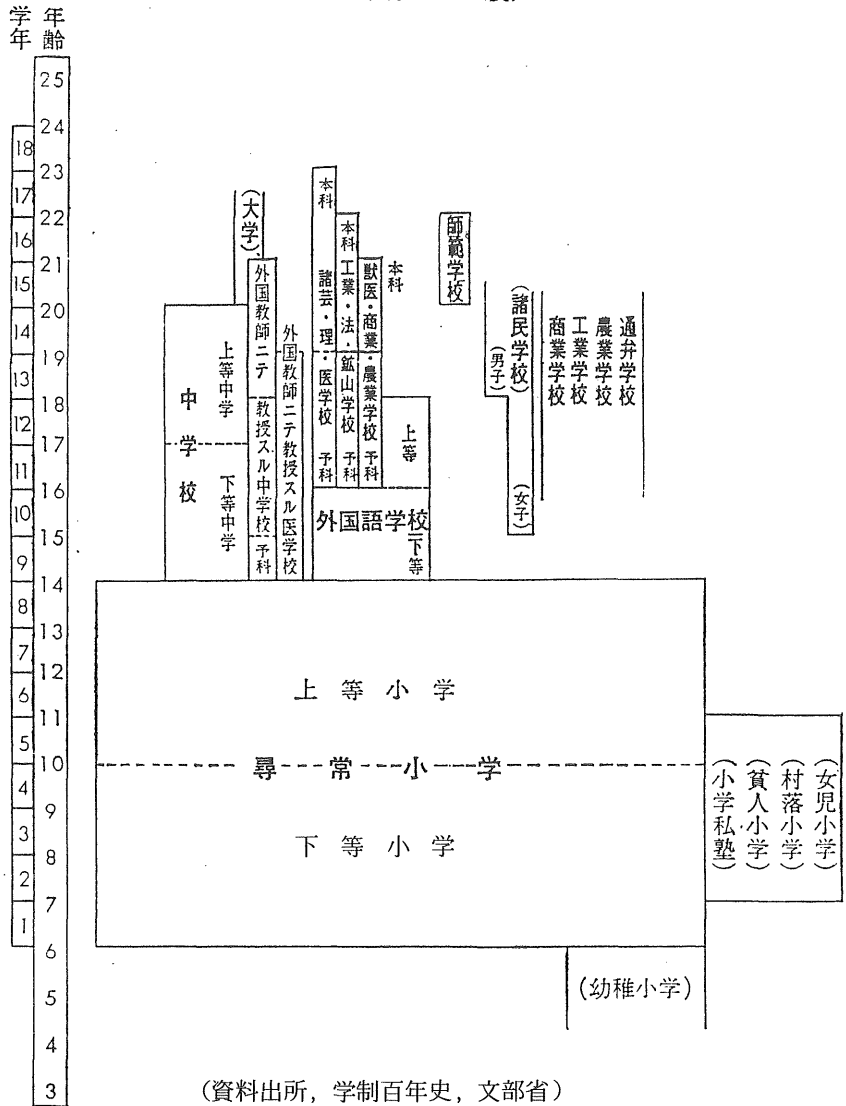 学年
年齢
25
24
23
22
21
20
19
18
17
16
15
14
13
12
11
10
9
8
7
6
5
4
3
18
17
16
15
14
13
12
11
10
9
8
7
6
5
4
3
2
1
(大学)
中学校
上等中学
下等中学
外国教師ニテ教授スル中学校
予科
外国教師ニテ教授スル医学校
本科
諸芸・理・医学校
予科
本科
工業・法・鉱山学校
予科
本科
獣医・商業・農業学校
予科
上等
外国語学校
下等
師範学校
(諸民学校)
(男子)
(女子)
商業学校
工業学校
農業学校
通弁学校
上等小学
尋常小学
下等小学
(小学私塾)
(貧人小学)
(村落小学)
(女児小学)
(幼稚小学)
(資料出所,学制百年史,文部省)